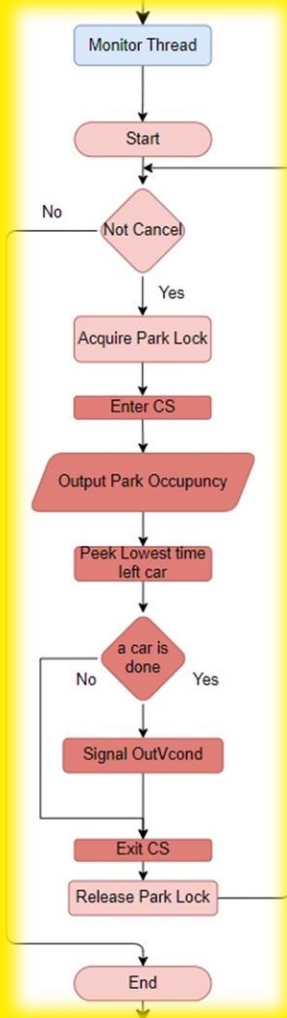 Monitor Thread
Start
Not Cancel
No
Yes
Acquire Park Lock
Enter CS
Output Park Occupuncy
Peek Lowest time
left car
a car is
done
No
Yes
Signal OutVcond
Exit CS
Release Park Lock
End